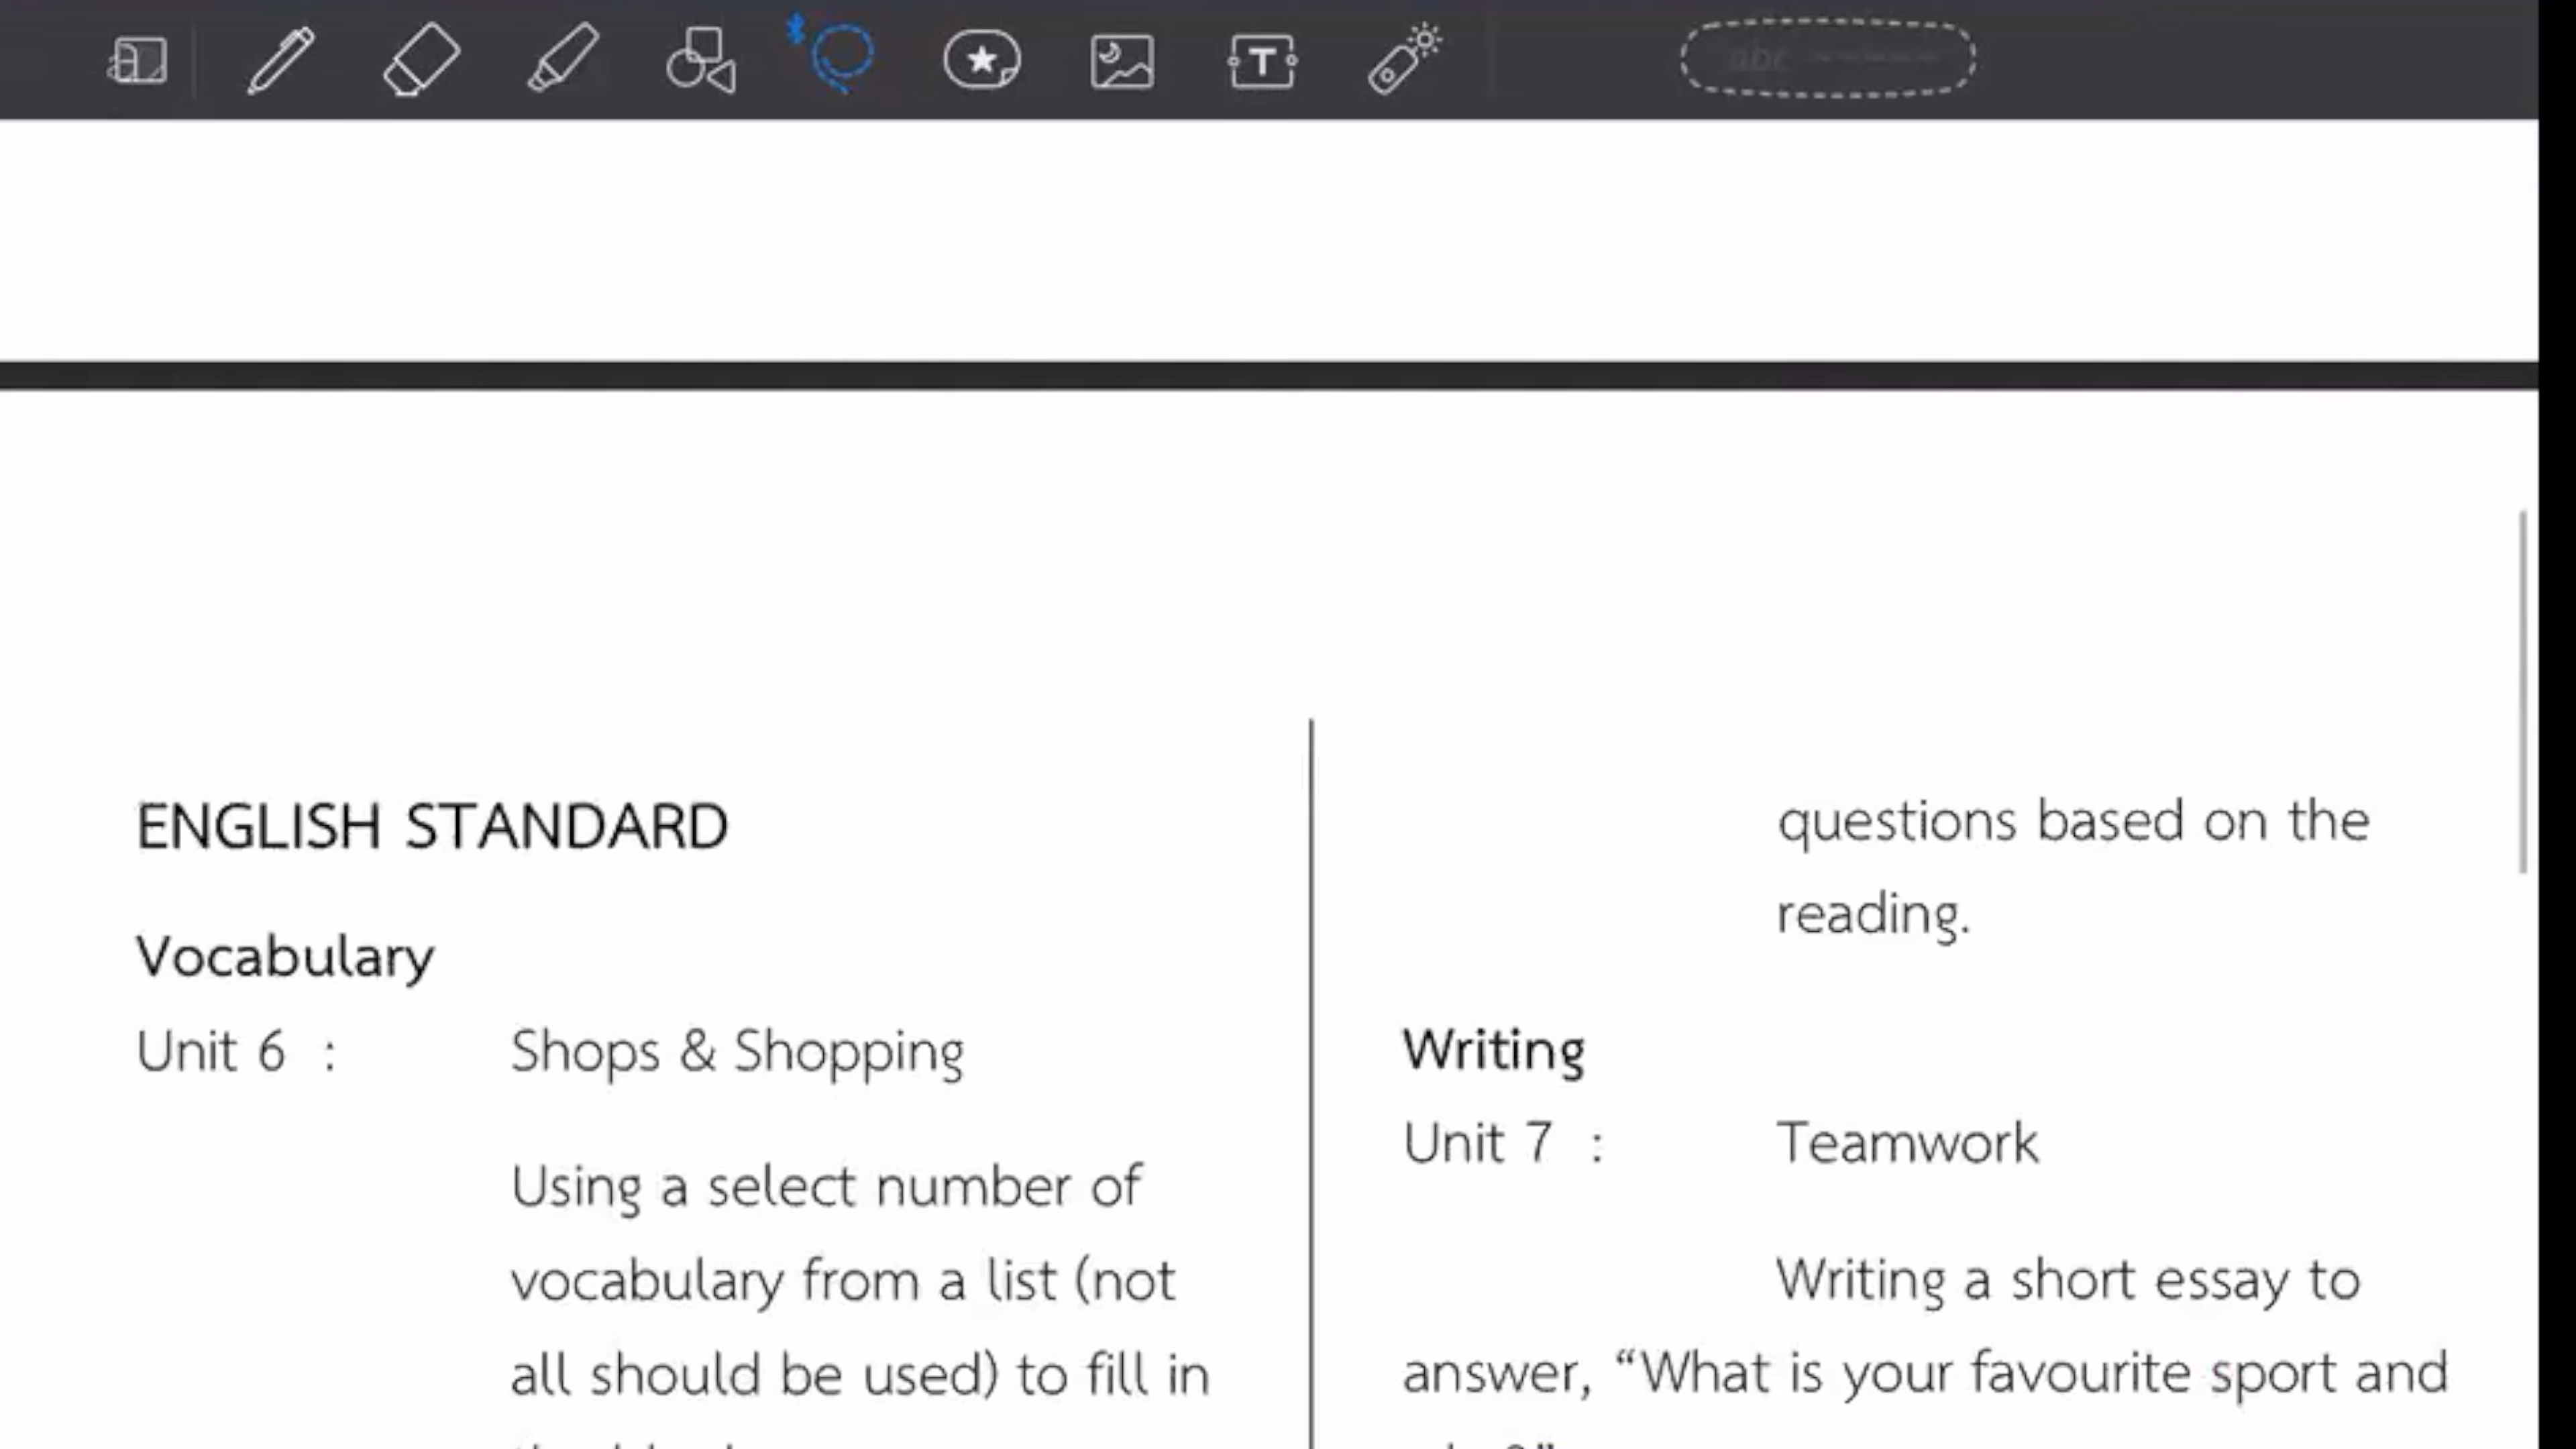 T
abc
ENGLISH STANDARD
Vocabulary
Unit 6 :
Shops & Shopping
Using a select number of
vocabulary from a list (not
all should be used) to fill in
questions based on the
reading.
Writing
Unit 7 :
Teamwork
Writing a short essay to
answer, “What is your favourite sport and